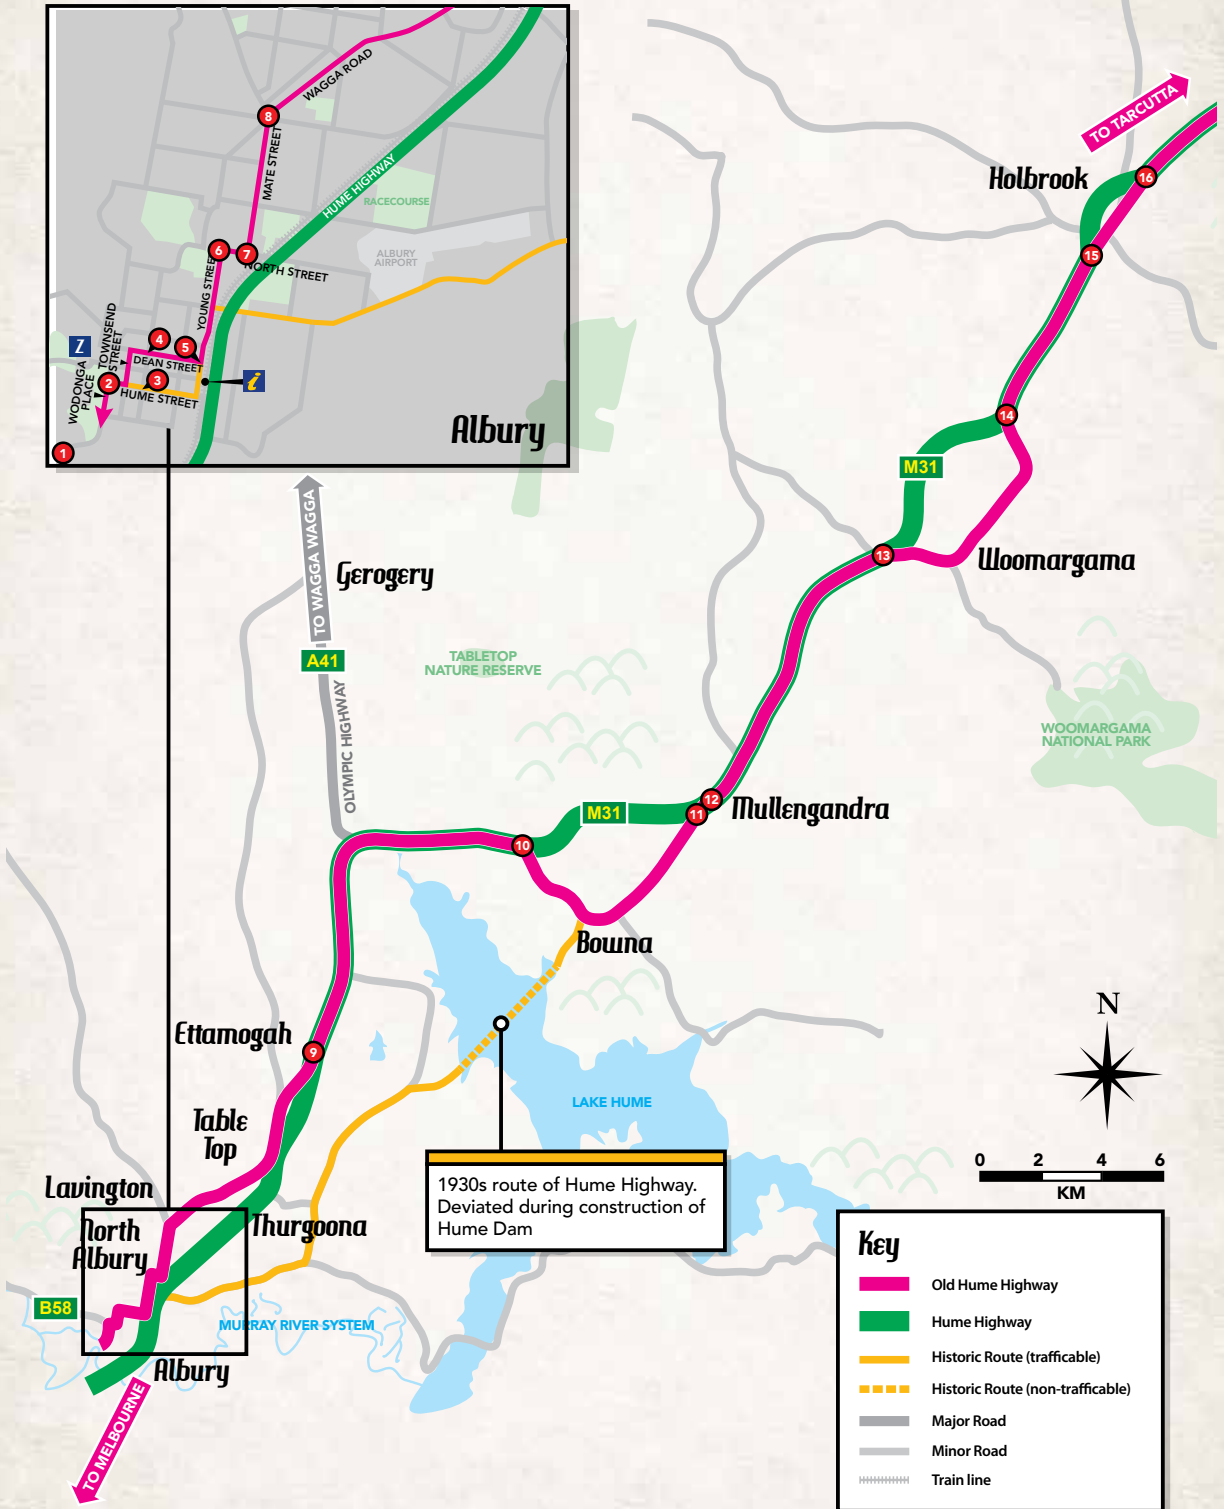 TO TARCUTTA
Holbrook
16
15
WAGGA ROAD
8
MATE STREET
HUME HIGHWAY
RACECOURSE
ALBURY
AIRPORT
6
7
NORTH STREET
YOUNG STREET
TOWNSEND
STREET
4
5
DEAN STREET
3
2
HUME STREET
WODONGA
PLACE
1
Z
i
Albury
14
M31
13
Woomargama
TO WAGGA WAGGA
Gerogery
A41
OLYMPIC HIGHWAY
TABLETOP
NATURE RESERVE
WOOMARGAMA
NATIONAL PARK
12
11
Mullengandra
M31
10
Bowna
Ettamogah
9
N
LAKE HUME
Table
Top
1930s route of Hume Highway.
Deviated during construction of
Hume Dam
0 2 4 6
KM
Lavington
North
Albury
Thurgoona
B58
MURRAY RIVER SYSTEM
Albury
TO MELBOURNE
Key
Old Hume Highway
Hume Highway
Historic Route (trafficable)
Historic Route (non-trafficable)
Major Road
Minor Road
Train line